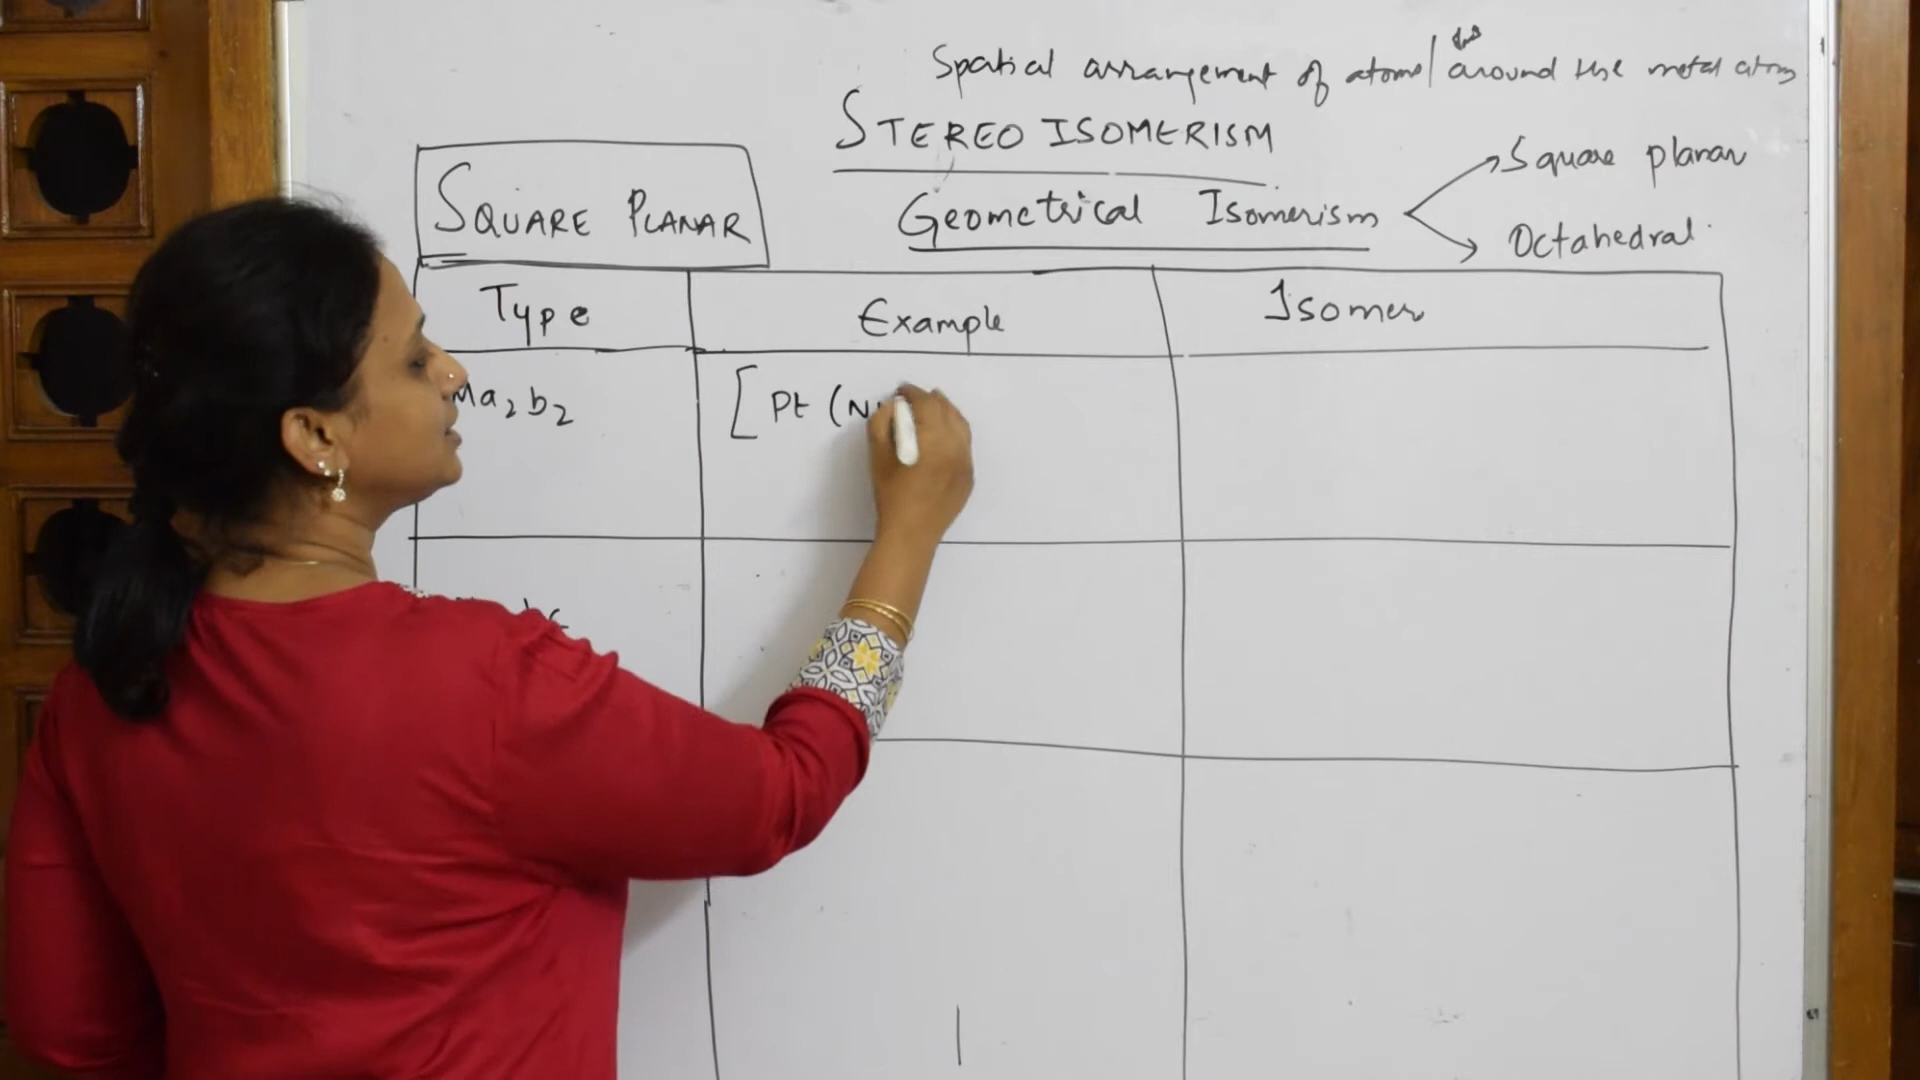 Spatial arrangement of atoms/ around the metal atom
STEREO ISOMERISM
SQUARE PLANAR
Geometrical Isomerism
Square planar
Octahedral
Type Example Isomer
Ma2b2 [Pt (N